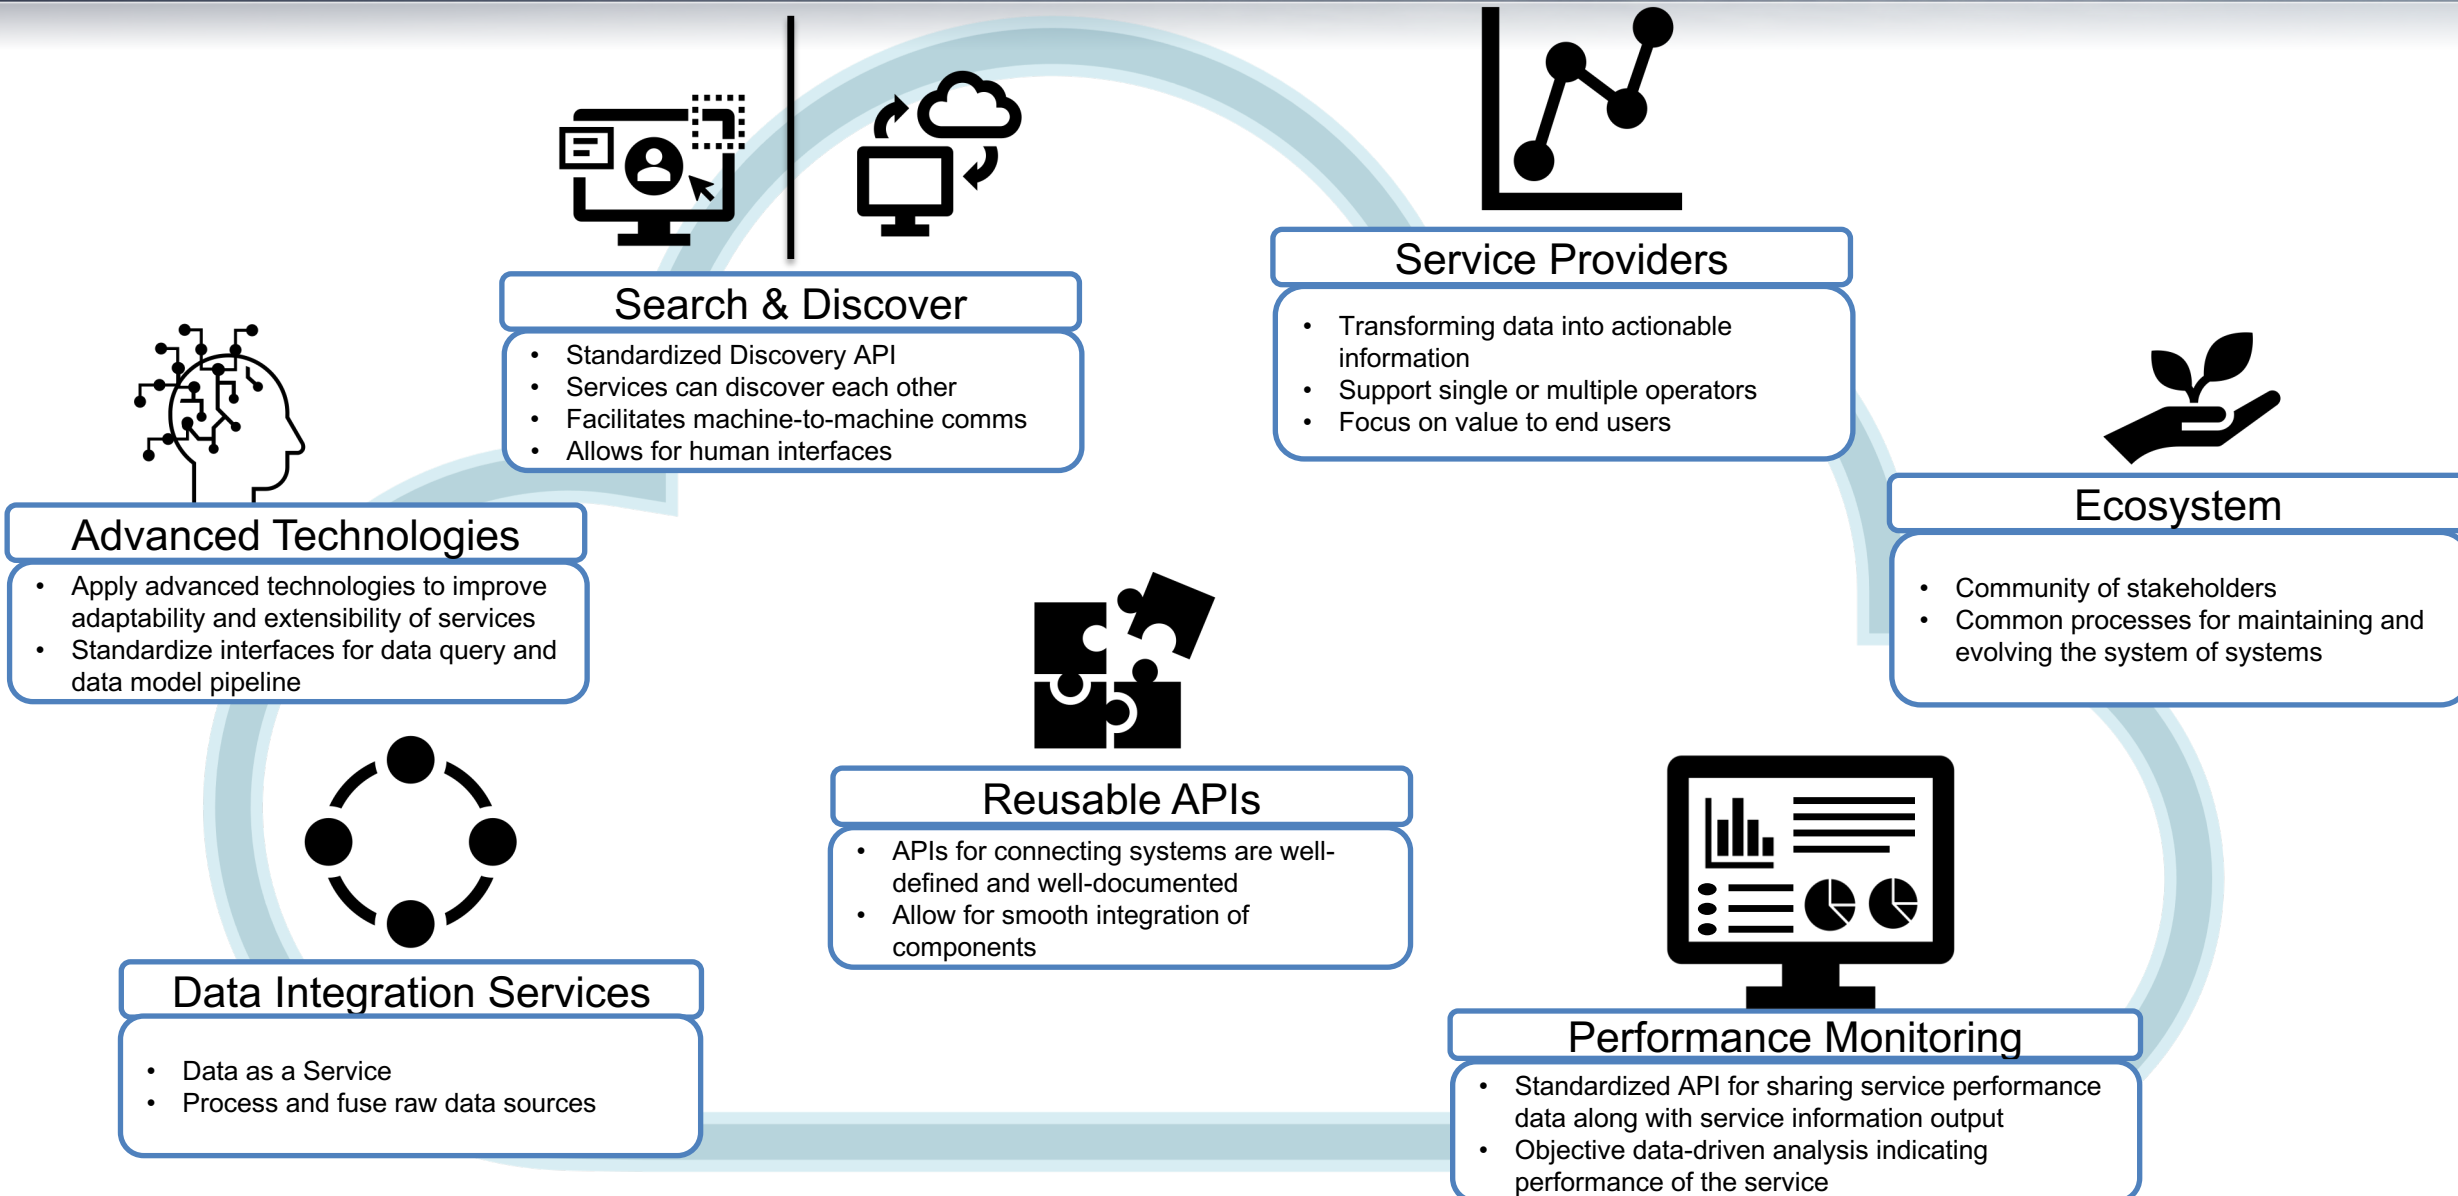 Search & Discover
• Standardized Discovery API
• Services can discover each other
• Facilitates machine-to-machine comms
• Allows for human interfaces
Service Providers
• Transforming data into actionable
information
• Support single or multiple operators
• Focus on value to end users
Advanced Technologies
• Apply advanced technologies to improve
adaptability and extensibility of services
• Standardize interfaces for data query and
data model pipeline
Ecosystem
• Community of stakeholders
• Common processes for maintaining and
evolving the system of systems
Reusable APIs
• APIs for connecting systems are well-
defined and well-documented
• Allow for smooth integration of
components
Data Integration Services
• Data as a Service
• Process and fuse raw data sources
Performance Monitoring
• Standardized API for sharing service performance
data along with service information output
• Objective data-driven analysis indicating
performance of the service